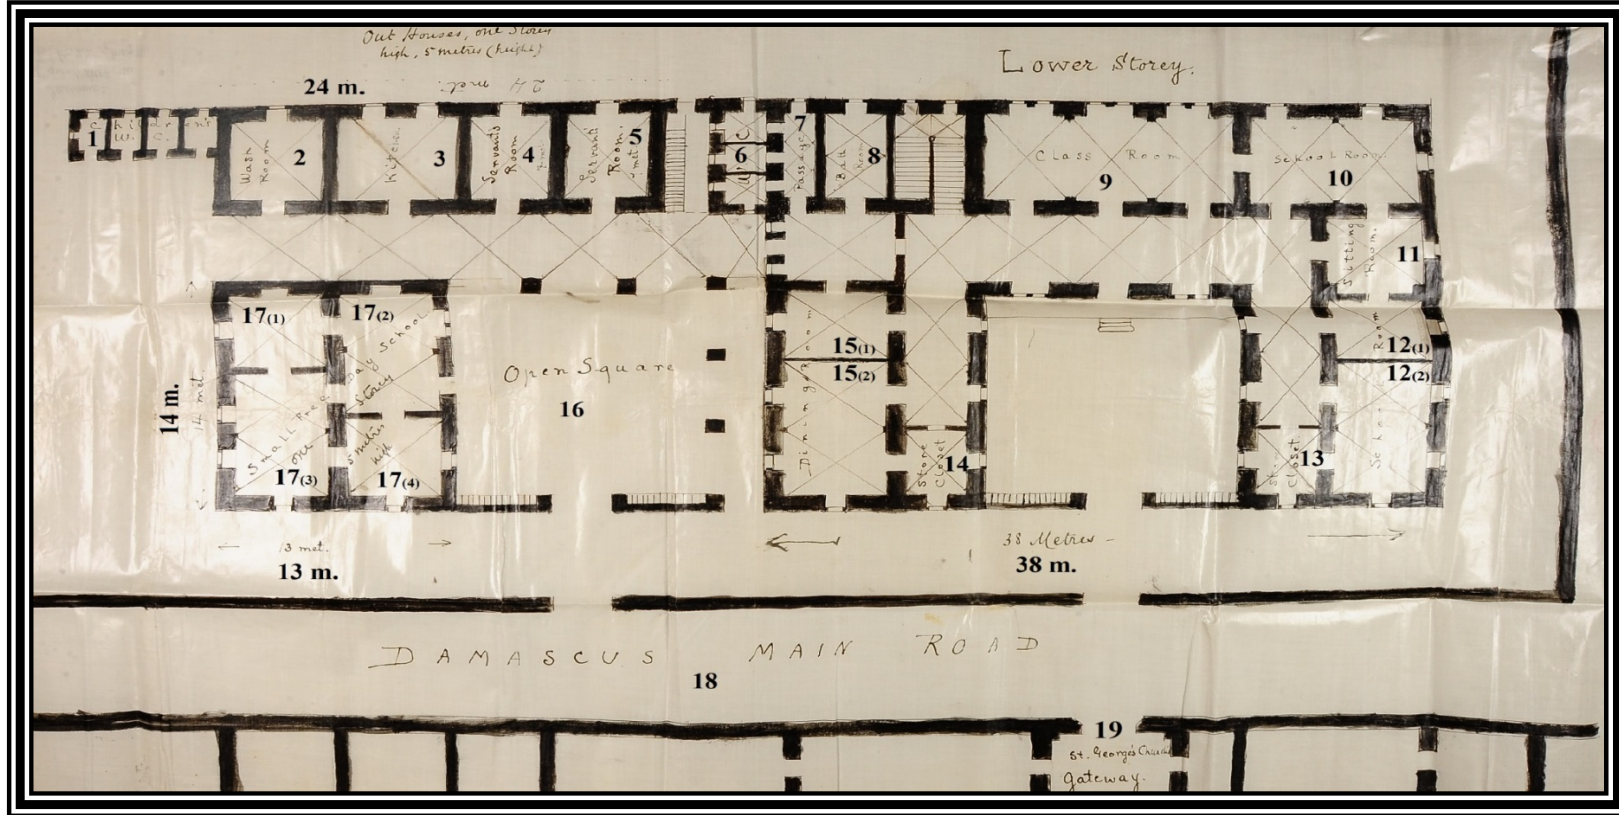 Out Houses, one Storey
high, 5 metres (height)
Lower Storey.
24 m.
24 met.
1
Children's
W. C.
2
Wash
Room
3
Kitchen
4
Servants
Room
5
Servants
Room.
6
W. C
7
Passage
8
Bath
Room
9
Class Room
10
School Room
11
Sitting
Room.
17(1)
17(2)
17(3)
17(4)
Small Free Day School
one Storey
5 metres
high
14 m.
14 met.
Open Square
16
15(1)
15(2)
Dining Room
14
Store
Closet
12(1)
12(2)
School Room
13
St.
Closet
13 met.
13 m.
38 Metres
38 m.
DAMASCUS MAIN ROAD
18
19
St. George's Church
gateway.